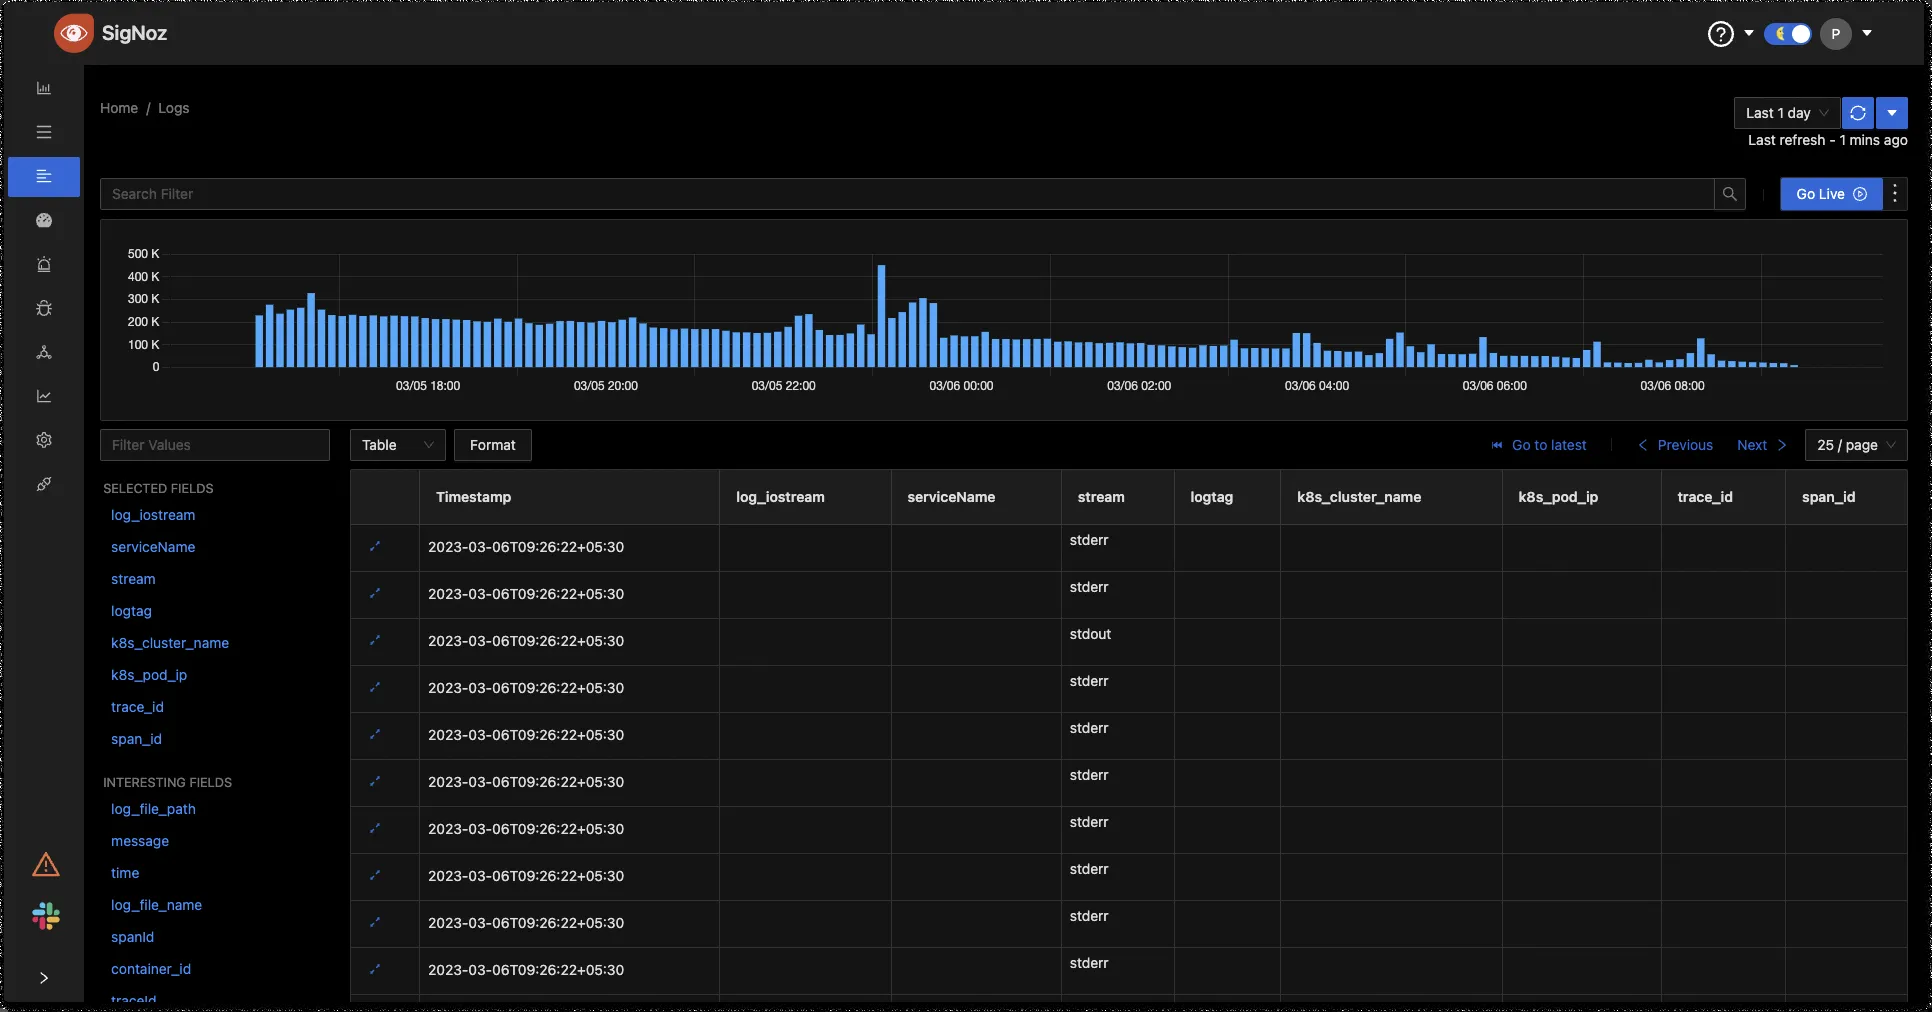 SigNoz
?
P
Home / Logs
Last 1 day
Last refresh - 1 mins ago
Search Filter
Go Live
500 K
400 K
300 K
200 K
100 K
0
03/05 18:00 03/05 20:00 03/05 22:00 03/06 00:00 03/06 02:00 03/06 04:00 03/06 06:00 03/06 08:00
Filter Values
Table Format Go to latest Previous Next 25 / page
SELECTED FIELDS
log_iostream
serviceName
stream
logtag
k8s_cluster_name
k8s_pod_ip
trace_id
span_id
INTERESTING FIELDS
log_file_path
message
time
log_file_name
spanId
container_id
traceId
Timestamp log_iostream serviceName stream logtag k8s_cluster_name k8s_pod_ip trace_id span_id
2023-03-06T09:26:22+05:30 stderr
2023-03-06T09:26:22+05:30 stderr
2023-03-06T09:26:22+05:30 stdout
2023-03-06T09:26:22+05:30 stderr
2023-03-06T09:26:22+05:30 stderr
2023-03-06T09:26:22+05:30 stderr
2023-03-06T09:26:22+05:30 stderr
2023-03-06T09:26:22+05:30 stderr
2023-03-06T09:26:22+05:30 stderr
2023-03-06T09:26:22+05:30 stderr